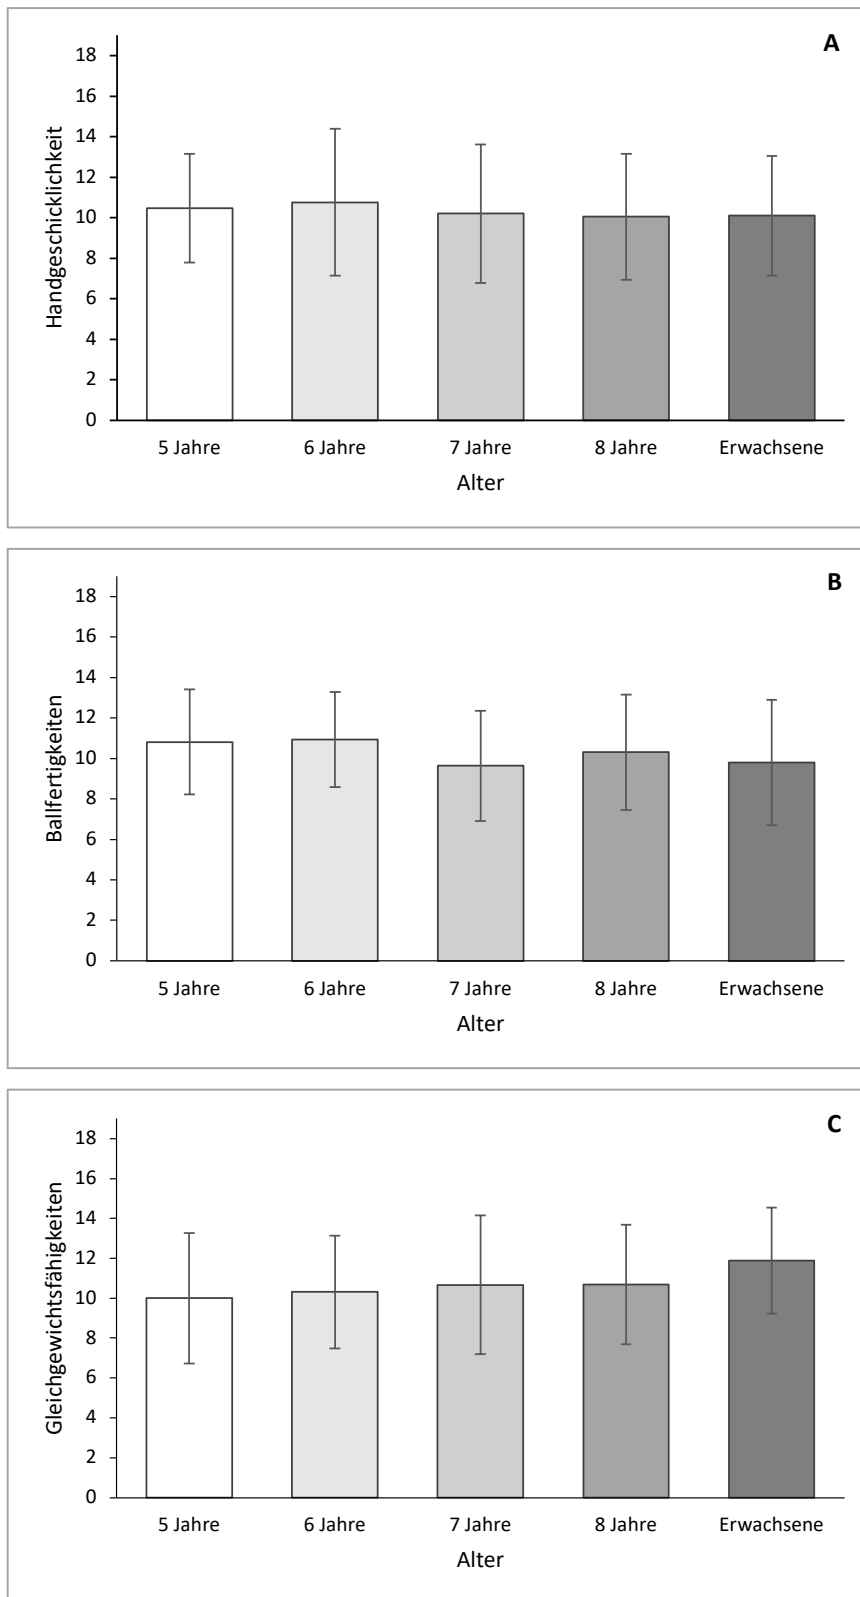 A
18
16
14
12
10
8
6
4
2
0
Handgeschicklichkeit
5 Jahre 6 Jahre 7 Jahre 8 Jahre Erwachsene
Alter
B
18
16
14
12
10
8
6
4
2
0
Ballfertigkeiten
5 Jahre 6 Jahre 7 Jahre 8 Jahre Erwachsene
Alter
C
18
16
14
12
10
8
6
4
2
0
Gleichgewichtsfähigkeiten
5 Jahre 6 Jahre 7 Jahre 8 Jahre Erwachsene
Alter